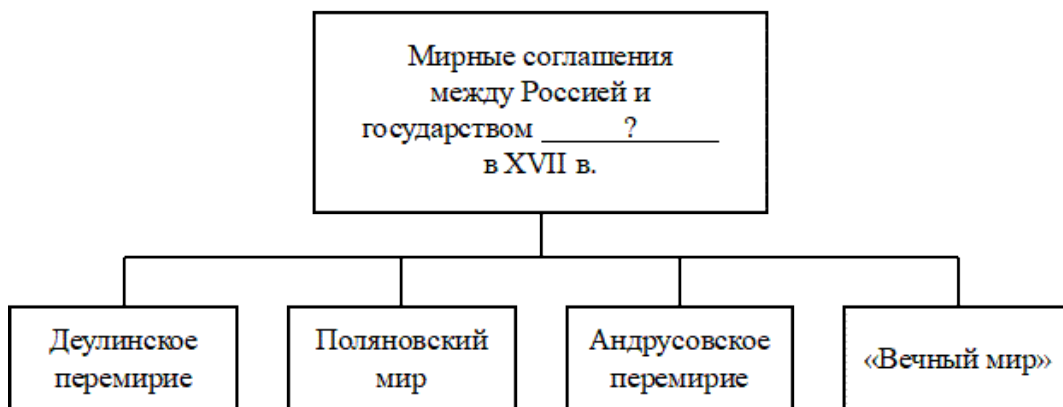 Мирные соглашения
между Россией и
государством ______?______
в XVII в.
Деулинское
перемирие
Поляновский
мир
Андрусовское
перемирие
«Вечный мир»